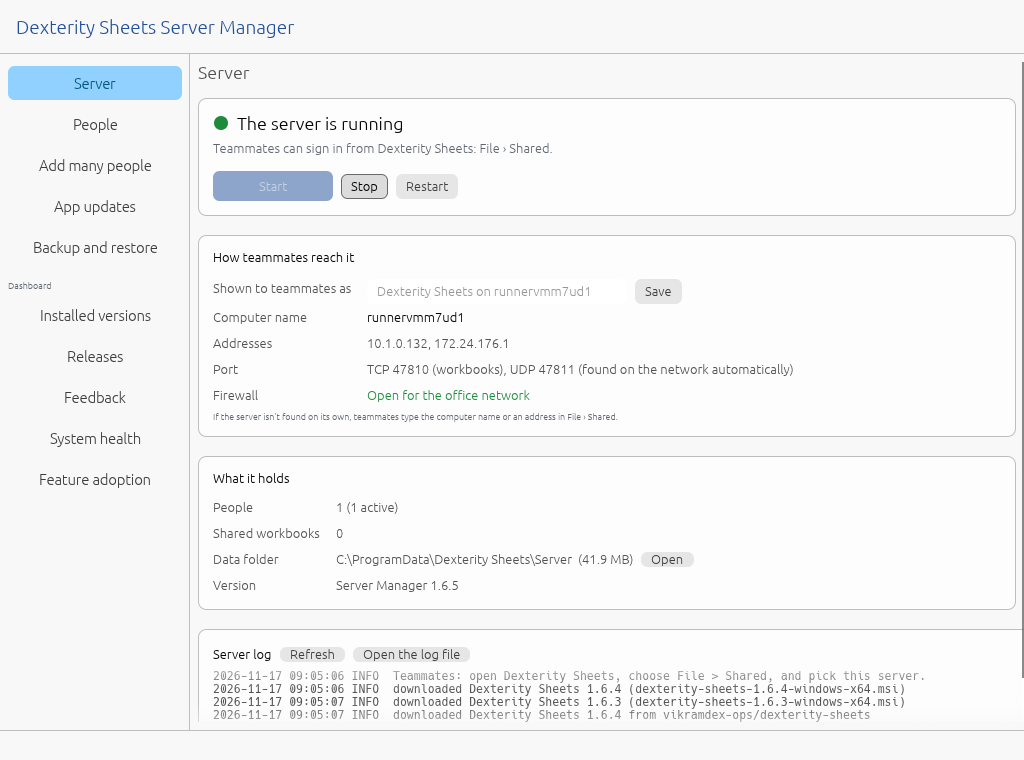 Dexterity Sheets Server Manager
Server
People
Add many people
App updates
Backup and restore
Dashboard
Installed versions
Releases
Feedback
System health
Feature adoption
Server
The server is running
Teammates can sign in from Dexterity Sheets: File › Shared.
Start Stop Restart
How teammates reach it
Shown to teammates as Dexterity Sheets on runnervmm7ud1 Save
Computer name runnervmm7ud1
Addresses 10.1.0.132, 172.24.176.1
Port TCP 47810 (workbooks), UDP 47811 (found on the network automatically)
Firewall Open for the office network
If the server isn't found on its own, teammates type the computer name or an address in File › Shared.
What it holds
People 1 (1 active)
Shared workbooks 0
Data folder C:\ProgramData\Dexterity Sheets\Server (41.9 MB) Open
Version Server Manager 1.6.5
Server log Refresh Open the log file
2026-11-17 09:05:06 INFO Teammates: open Dexterity Sheets, choose File > Shared, and pick this server.
2026-11-17 09:05:06 INFO downloaded Dexterity Sheets 1.6.4 (dexterity-sheets-1.6.4-windows-x64.msi)
2026-11-17 09:05:07 INFO downloaded Dexterity Sheets 1.6.3 (dexterity-sheets-1.6.3-windows-x64.msi)
2026-11-17 09:05:07 INFO downloaded Dexterity Sheets 1.6.4 from vikramdex-ops/dexterity-sheets